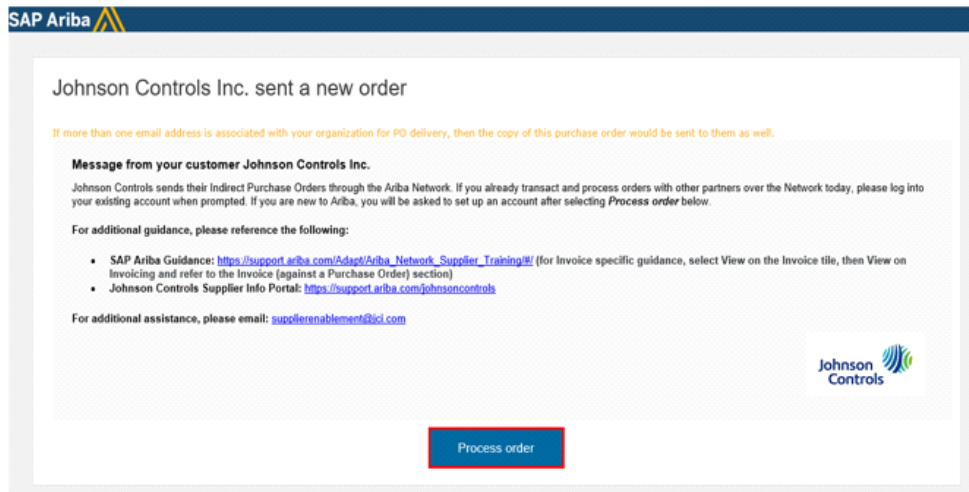 SAP Ariba
Johnson Controls Inc. sent a new order
If more than one email address is associated with your organization for PO delivery, then the copy of this purchase order would be sent to them as well.
Message from your customer Johnson Controls Inc.
Johnson Controls sends their Indirect Purchase Orders through the Ariba Network. If you already transact and process orders with other partners over the Network today, please log into
your existing account when prompted. If you are new to Ariba, you will be asked to set up an account after selecting Process order below.
For additional guidance, please reference the following:
• SAP Ariba Guidance: https://support.ariba.com/Adapt/Ariba_Network_Supplier_Training/#/ (for Invoice specific guidance, select View on the Invoice tile, then View on
Invoicing and refer to the Invoice (against a Purchase Order) section)
• Johnson Controls Supplier Info Portal: https://support.ariba.com/johnsoncontrols
For additional assistance, please email: supplierenablement@jci.com
Johnson
Controls
Process order